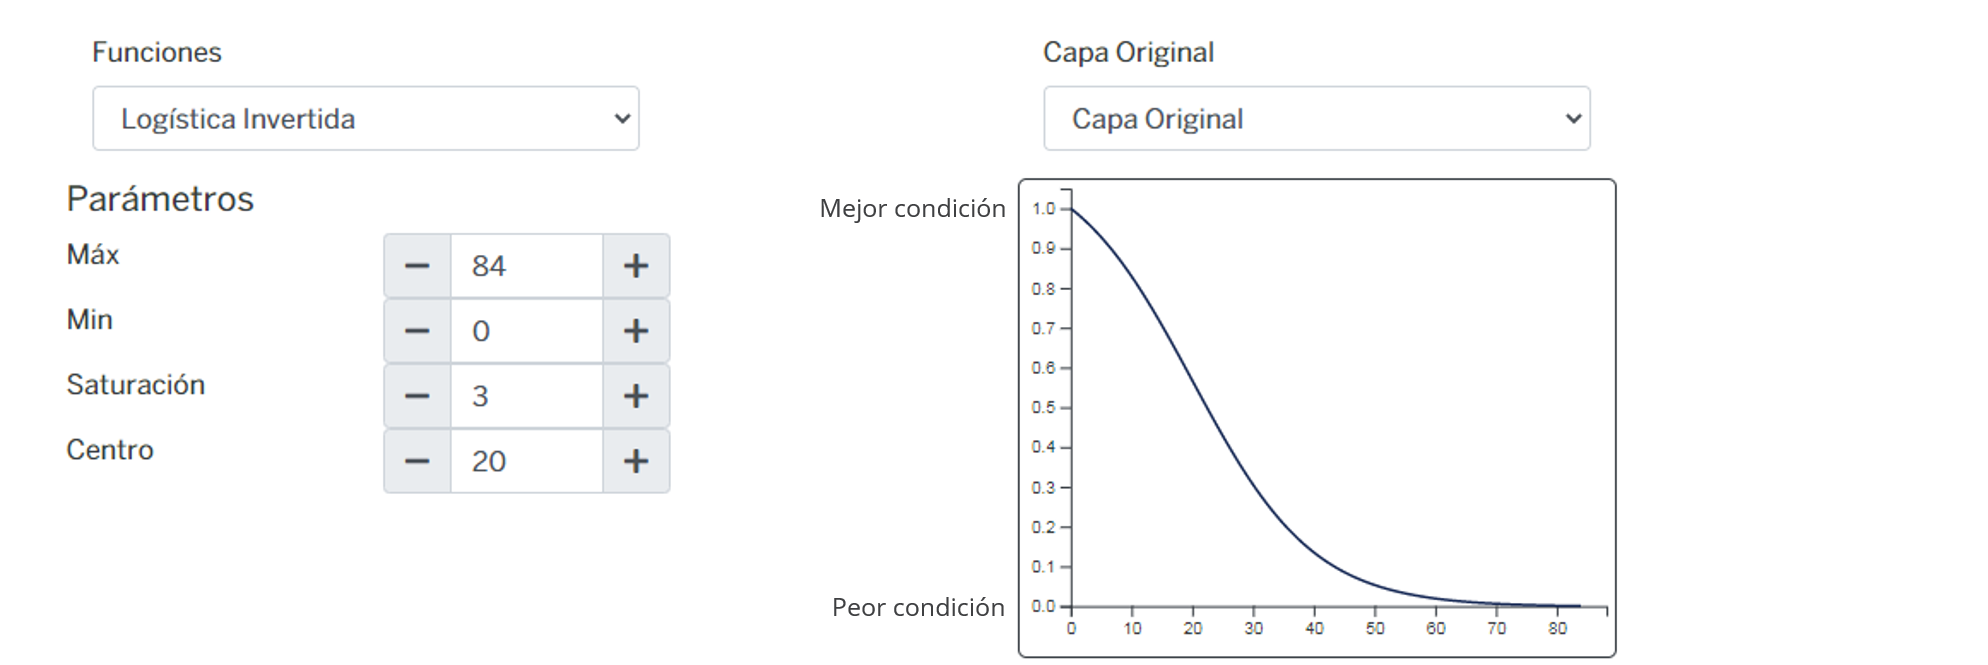 Funciones
Logística Invertida
Parámetros
Máx
84
Min
0
Saturación
3
Centro
20
Capa Original
Capa Original
Mejor condición
Peor condición
1.0
0.9
0.8
0.7
0.6
0.5
0.4
0.3
0.2
0.1
0.0
0 10 20 30 40 50 60 70 80